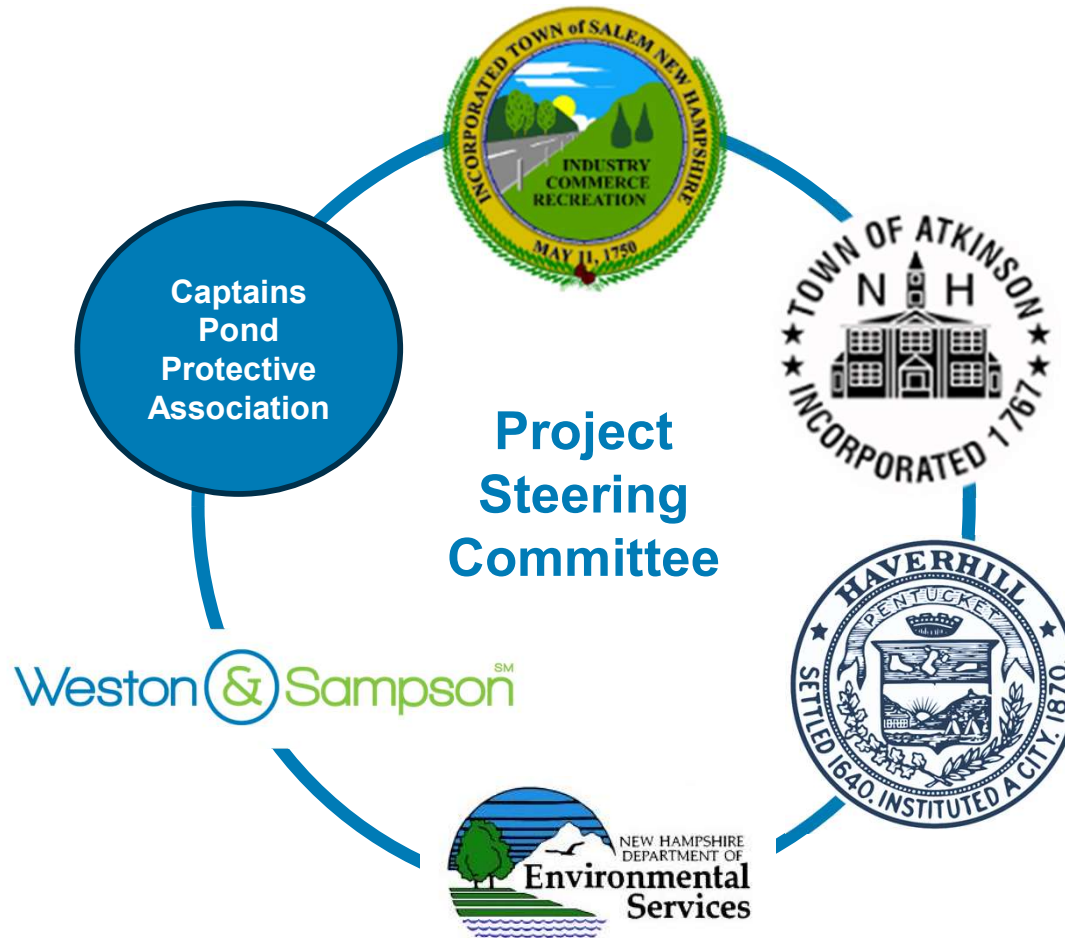 INCORPORATED TOWN of SALEM NEW HAMPSHIRE
INDUSTRY
COMMERCE
RECREATION
MAY 11, 1750
Captains
Pond
Protective
Association
TOWN OF ATKINSON
N H
INCORPORATED 1767
Project
Steering
Committee
HAVERHILL
PENTUCKET
SETTLED 1640. INSTITUTED A CITY. 1870.
Weston & Sampson SM
NEW HAMPSHIRE
DEPARTMENT OF
Environmental
Services